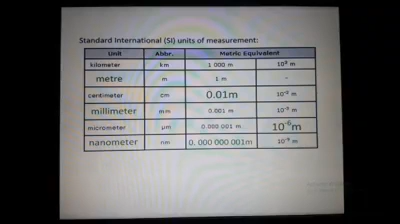 Standard International (SI) units of measurement:
Unit Abbr. Metric Equivalent
kilometer km 1 000 m 10³ m
metre m 1 m -
centimeter cm 0.01m 10⁻² m
millimeter mm 0.001 m 10⁻³ m
micrometer µm 0.000 001 m 10⁻⁶m
nanometer nm 0. 000 000 001m 10⁻⁹ m